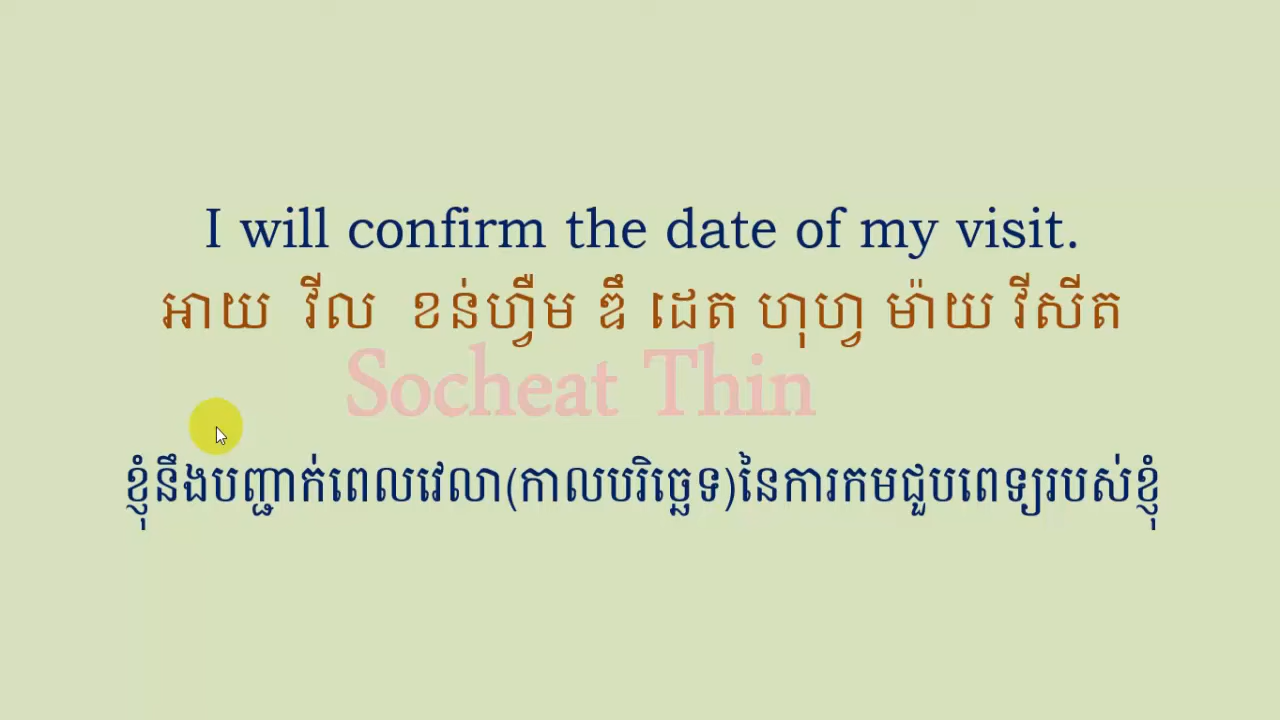 I will confirm the date of my visit.
អាយ វីល ខន់ហ្វឺម ឌឹ ដេត ហុហ្វ ម៉ាយ វីសីត
Socheat Thin
ខ្ញុំនឹងបញ្ជាក់ពេលវេលា(កាលបរិច្ឆេទ)នៃការកមជួបពេទ្យរបស់ខ្ញុំ